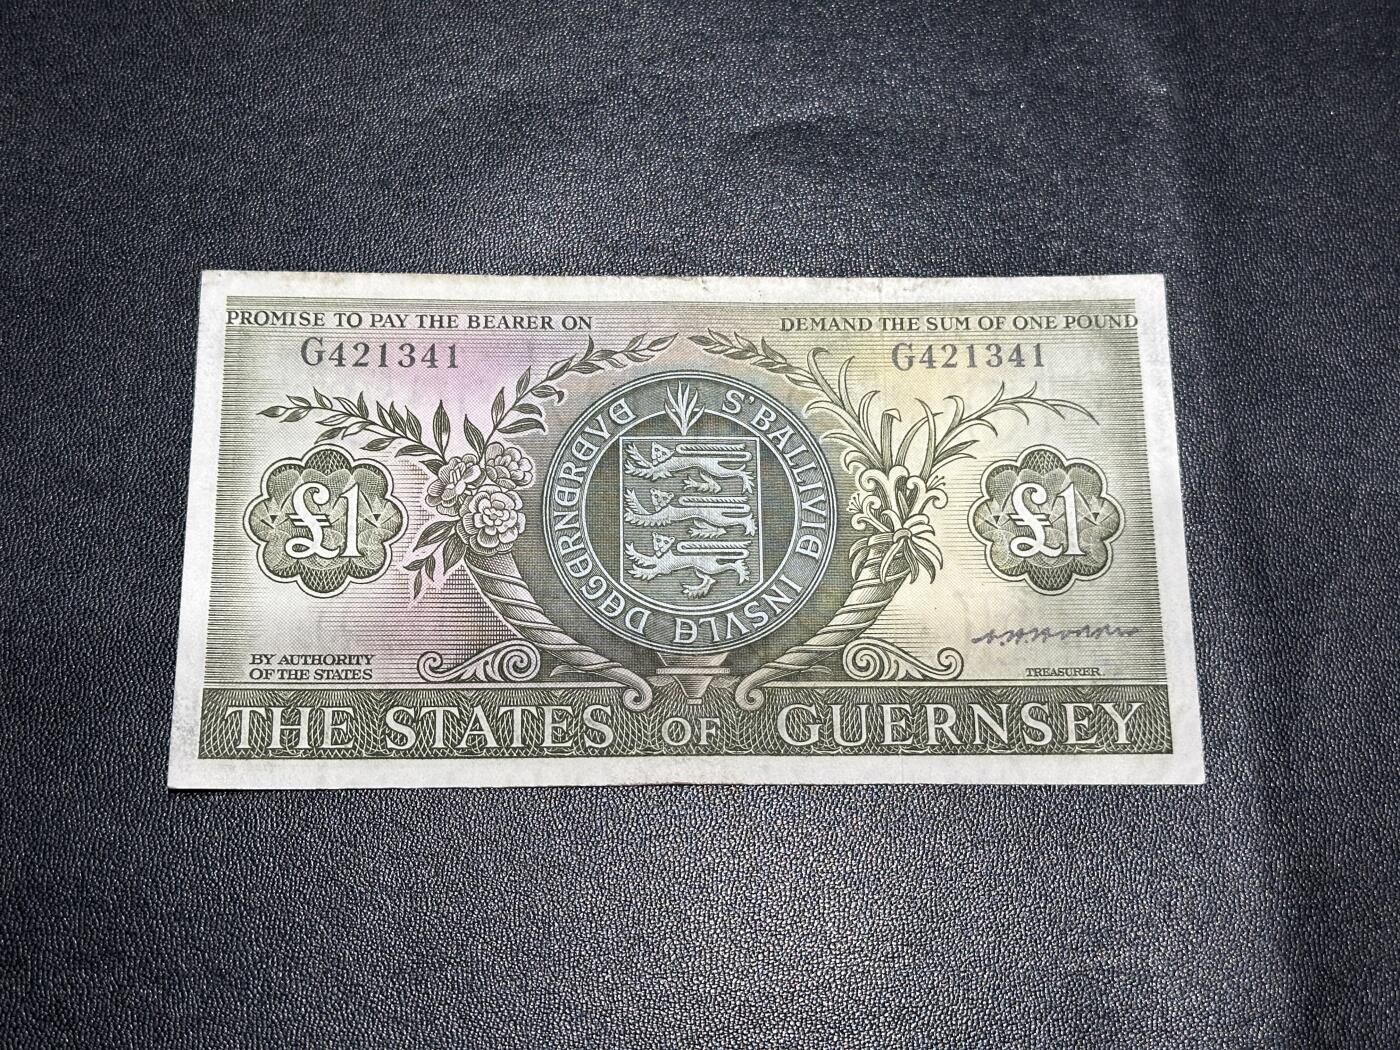 PROMISE TO PAY THE BEARER ON DEMAND THE SUM OF ONE POUND
G421341 G421341
S'BALLIVIE INSVLE DEGERNEREVE
£1 £1
BY AUTHORITY
OF THE STATES
TREASURER.
THE STATES OF GUERNSEY